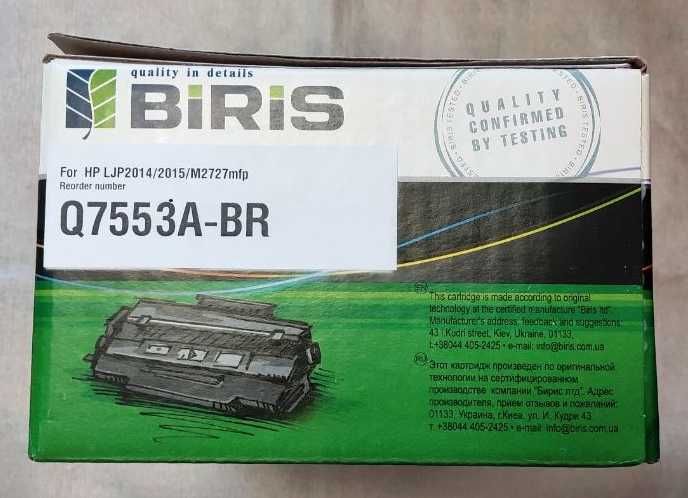 quality in details
BiRiS
QUALITY
CONFIRMED
BY TESTING
For HP LJP2014/2015/M2727mfp
Reorder number
Q7553A-BR
EN
This cartridge is made according to original
technology at the certified manufacture "Biris ltd".
Manufacturer's address, feedback and suggestions:
43 I.Kudri street, Kiev, Ukraine, 01133,
t.+38044 405-2425 • e-mail: info@biris.com.ua
RU
Этот картридж произведен по оригинальной
технологии на сертифицированном
производстве компании "Бирис лтд". Адрес
производителя, прием отзывов и пожеланий:
01133, Украина, г.Киев, ул. И. Кудри 43
т. +38044 405-2425 • e-mail: info@biris.com.ua